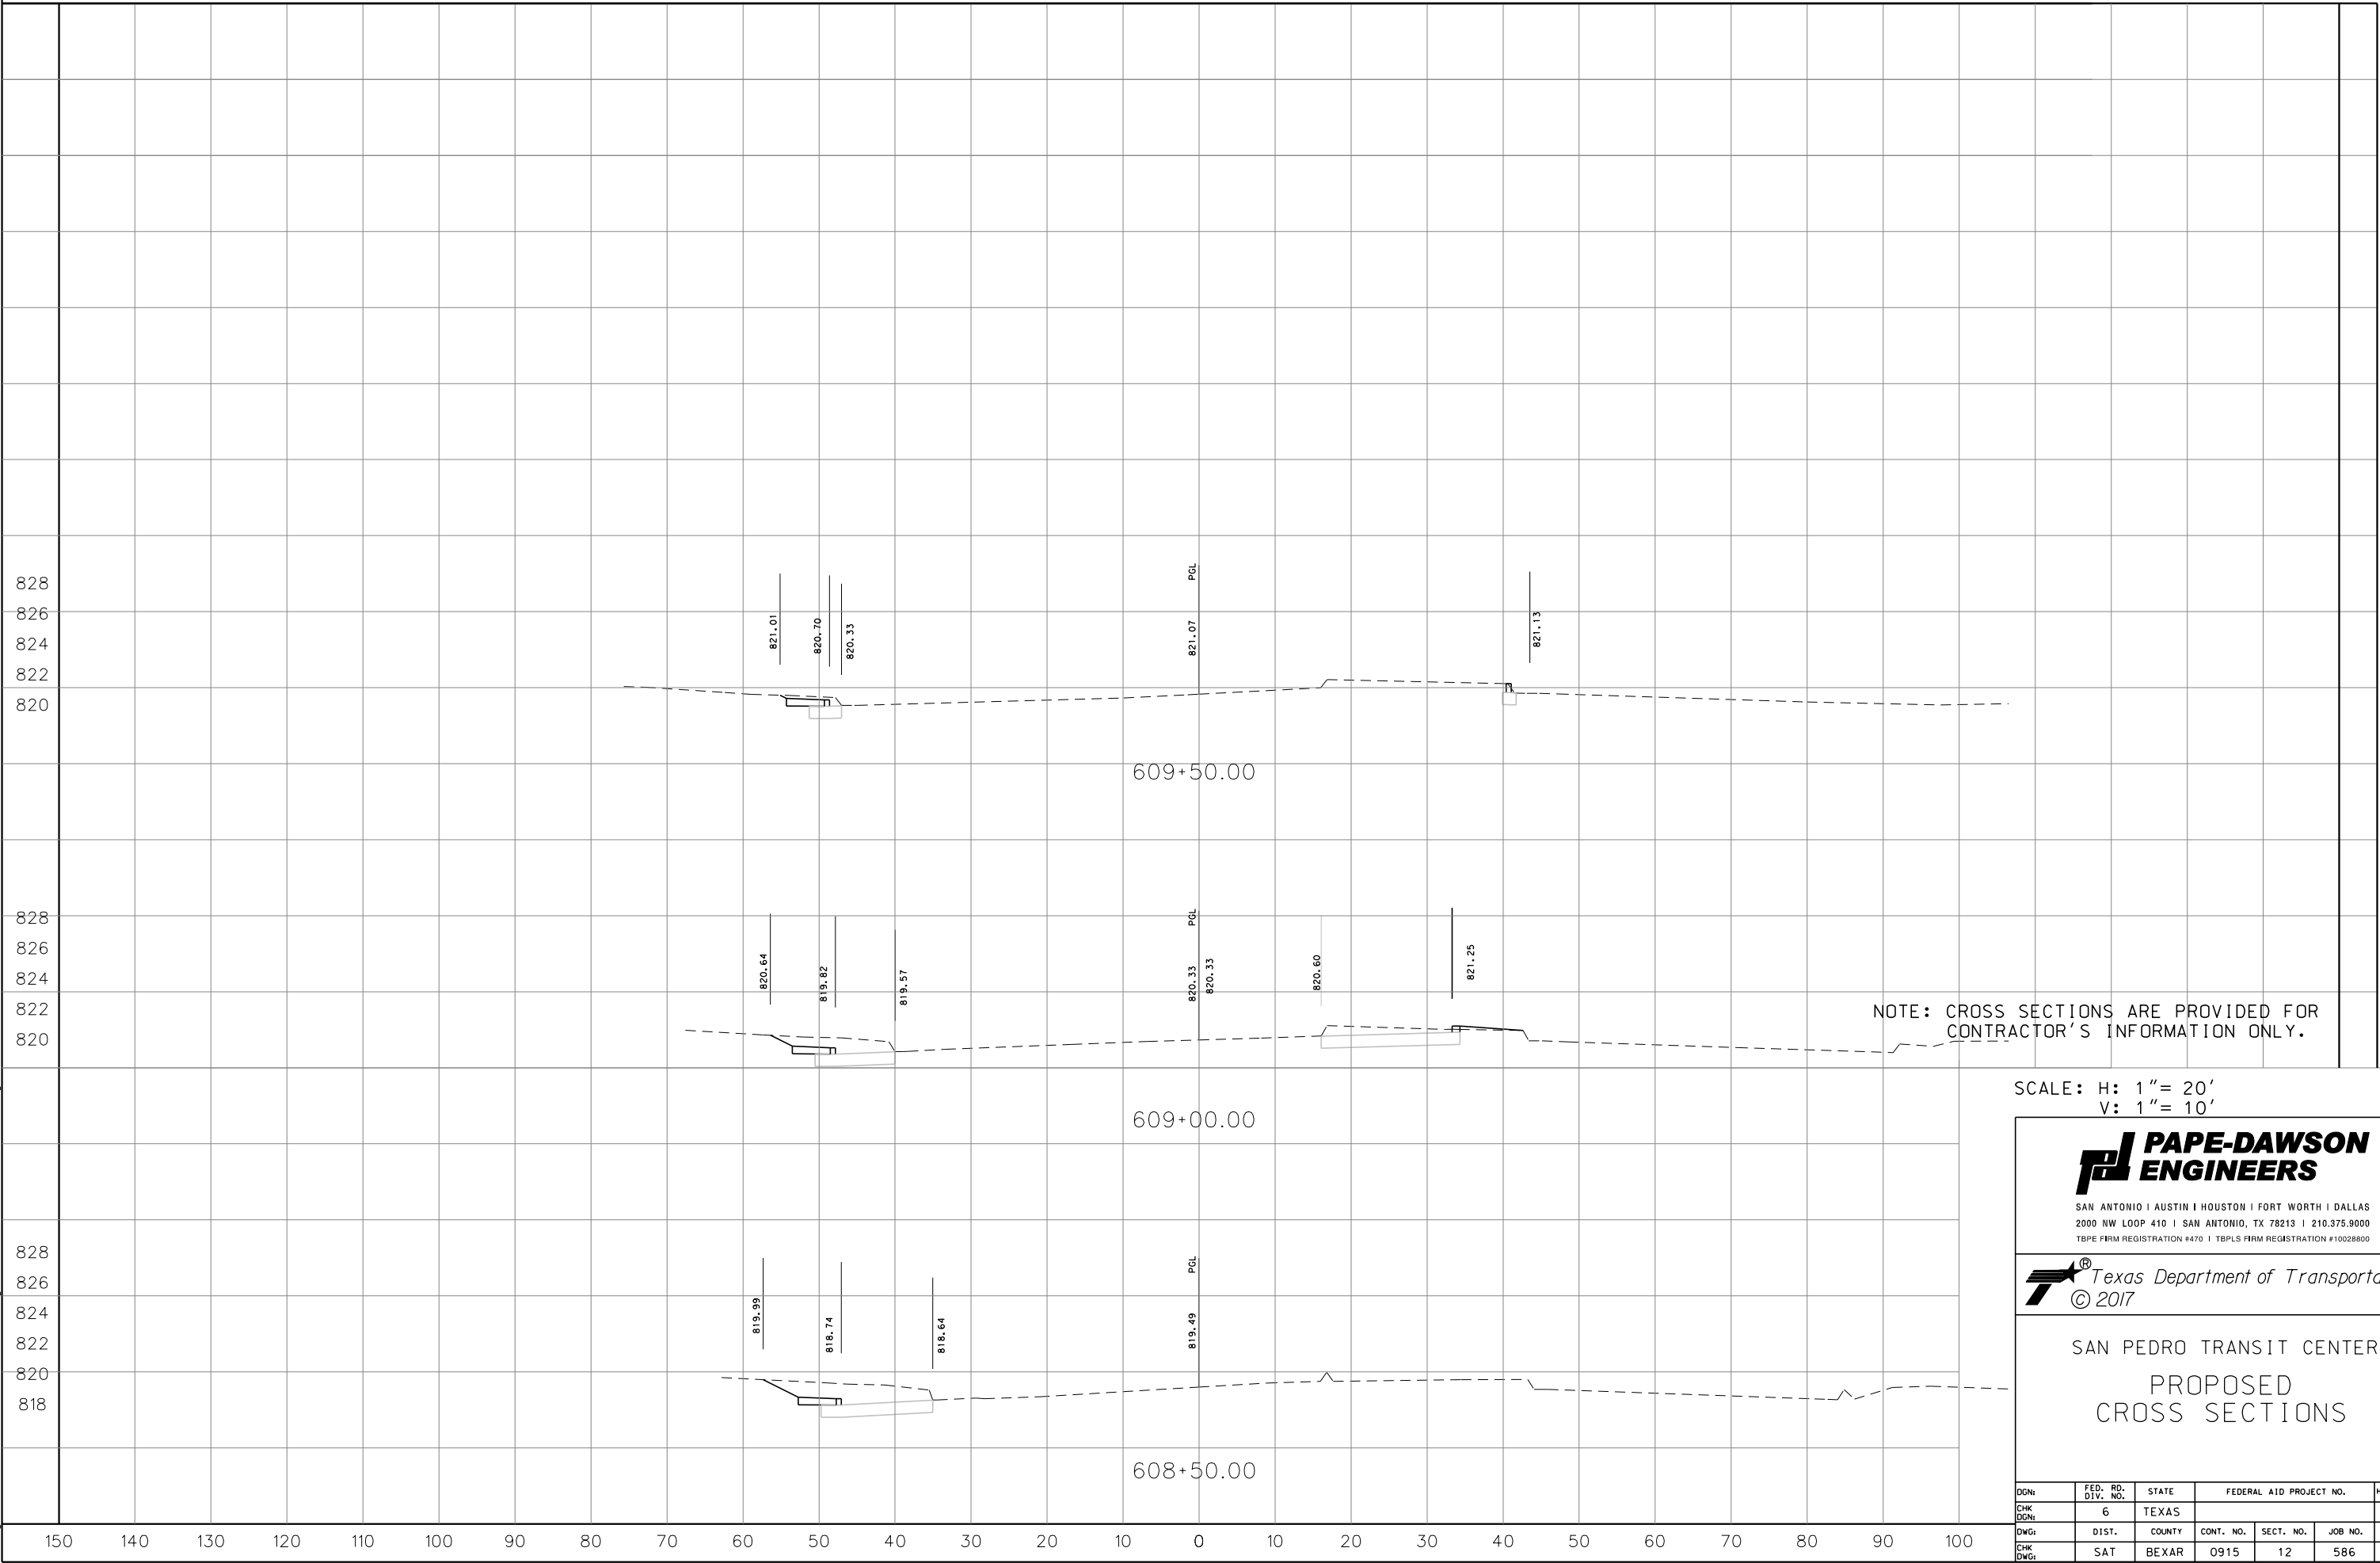 828
826
824
822
820
821.01
820.70
820.33
PGL
821.07
821.13
609+50.00
828
826
824
822
820
820.64
819.82
819.57
PGL
820.33
820.33
820.60
821.25
609+00.00
NOTE: CROSS SECTIONS ARE PROVIDED FOR
CONTRACTOR'S INFORMATION ONLY.
828
826
824
822
820
818
819.99
818.74
818.64
PGL
819.49
608+50.00
150 140 130 120 110 100 90 80 70 60 50 40 30 20 10 0 10 20 30 40 50 60 70 80 90 100
SCALE: H: 1"= 20'
V: 1"= 10'
PAPE-DAWSON
ENGINEERS
SAN ANTONIO | AUSTIN | HOUSTON | FORT WORTH | DALLAS
2000 NW LOOP 410 | SAN ANTONIO, TX 78213 | 210.375.9000
TBPE FIRM REGISTRATION #470 | TBPLS FIRM REGISTRATION #10028800
® Texas Department of Transporta
© 2017
SAN PEDRO TRANSIT CENTER
PROPOSED
CROSS SECTIONS
DGN: FED. RD. DIV. NO. STATE FEDERAL AID PROJECT NO.
CHK DGN: 6 TEXAS
DWG: DIST. COUNTY CONT. NO. SECT. NO. JOB NO.
CHK DWG: SAT BEXAR 0915 12 586